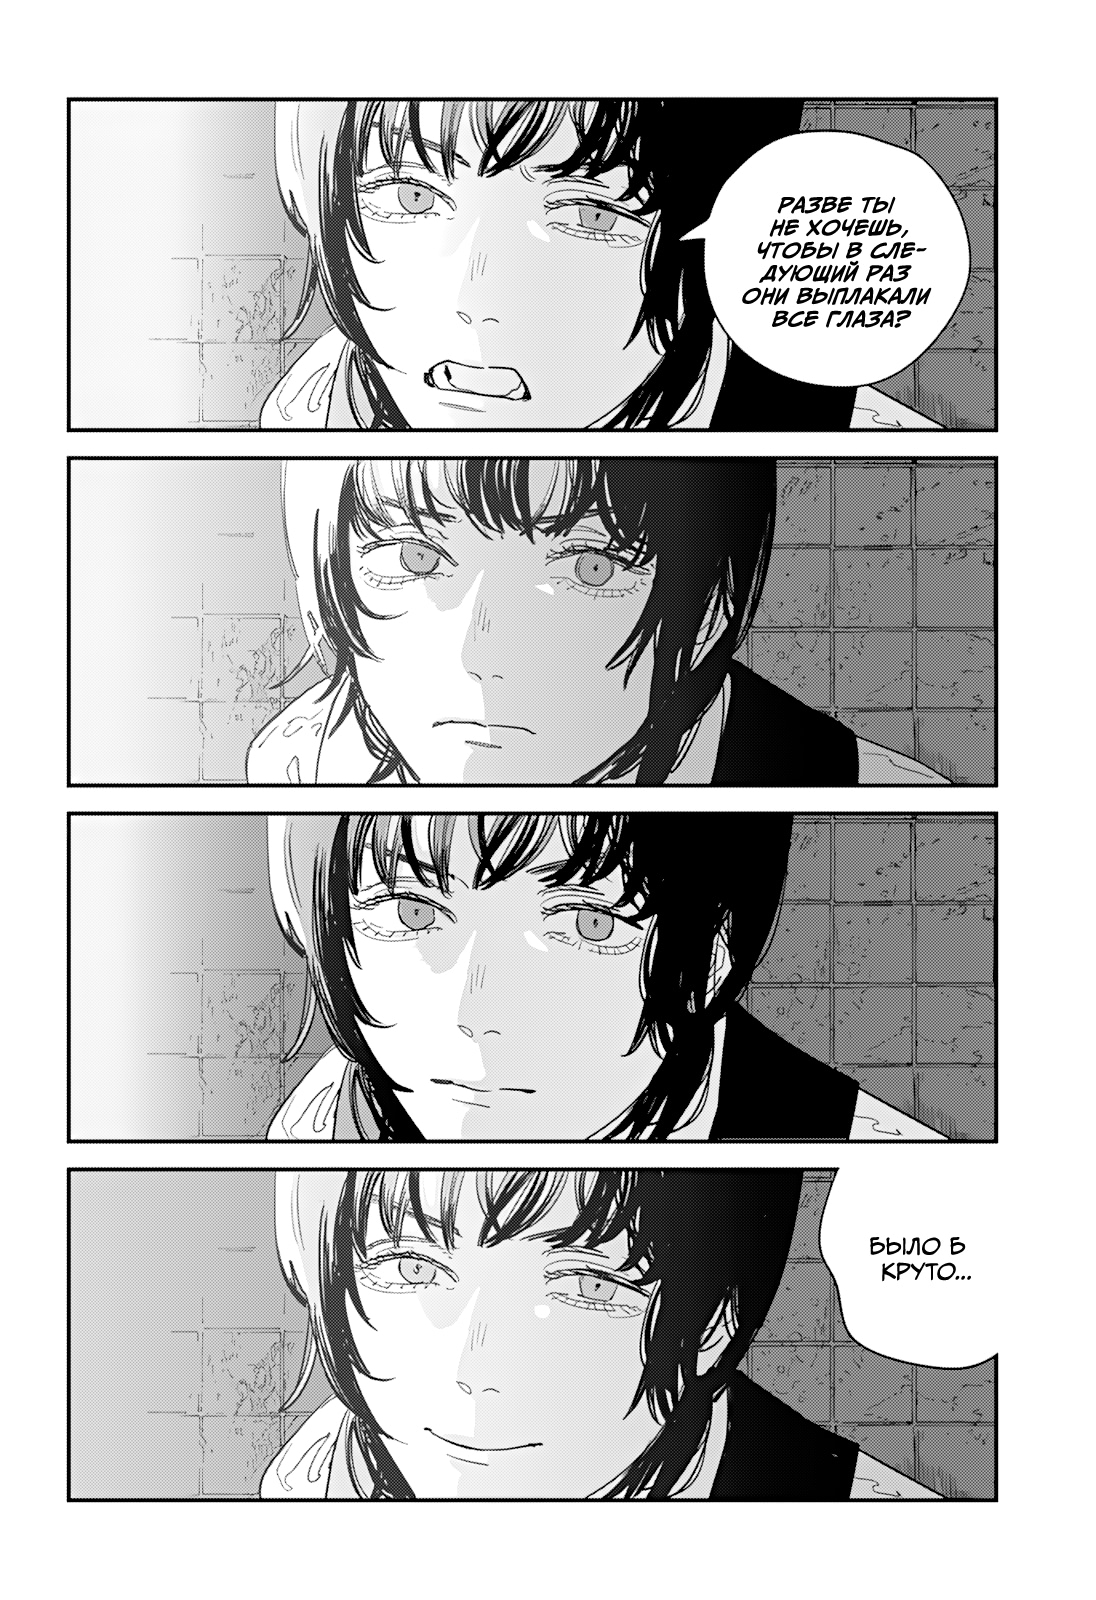 РАЗВЕ ТЫ
НЕ ХОЧЕШЬ,
ЧТОБЫ В СЛЕ-
ДУЮЩИЙ РАЗ
ОНИ ВЫПЛАКАЛИ
ВСЕ ГЛАЗА?
БЫЛО Б
КРУТО...